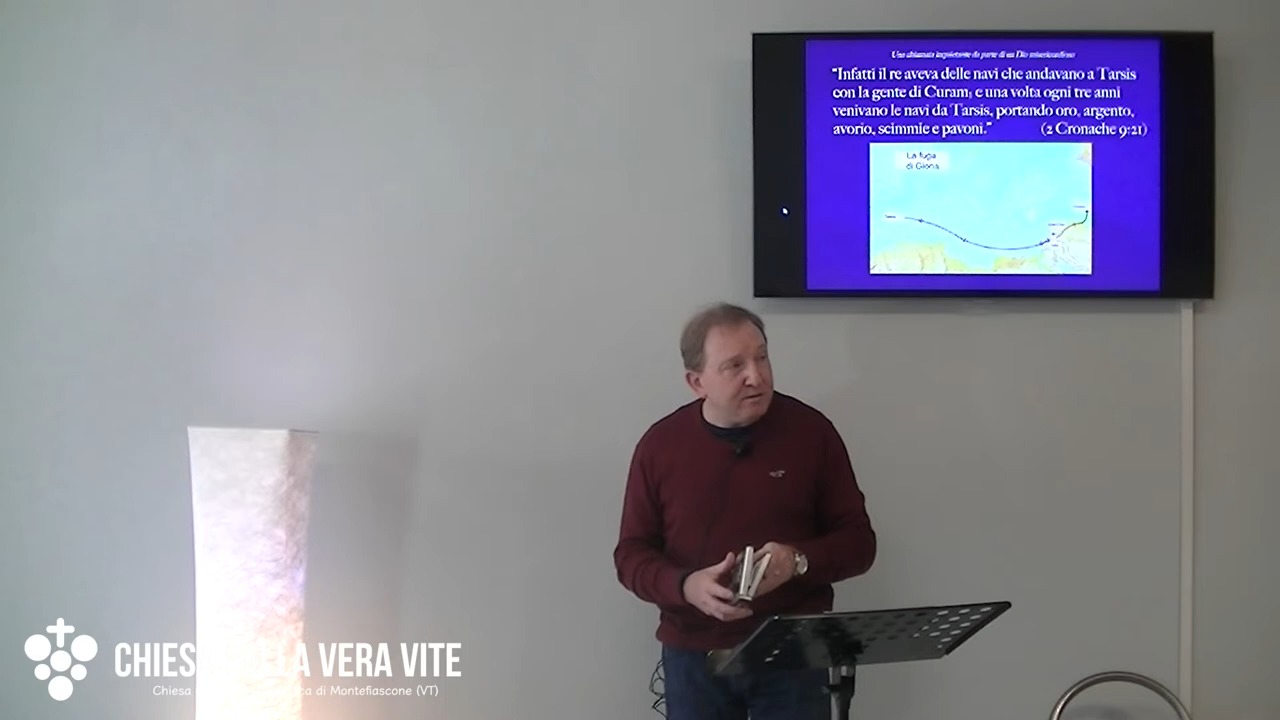 Una chiamata inquietante da parte di un Dio misericordioso
"Infatti il re aveva delle navi che andavano a Tarsis
con la gente di Curam; e una volta ogni tre anni
venivano le navi da Tarsis, portando oro, argento,
avorio, scimmie e pavoni." (2 Cronache 9:21)
La fuga
di Giona
CHIESA DELLA VERA VITE
Chiesa di Montefiascone (VT)